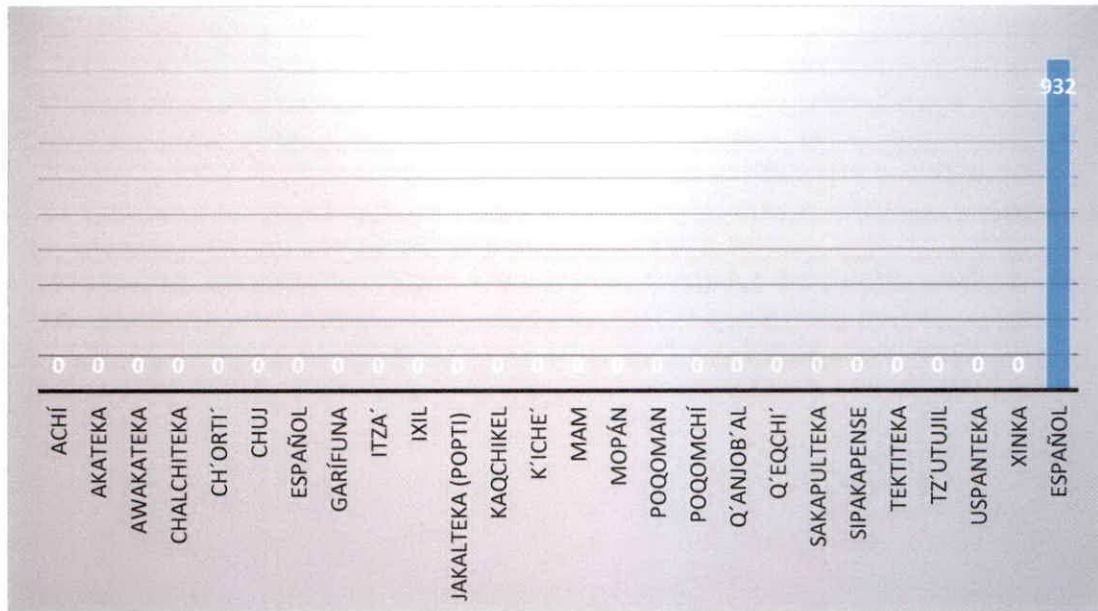 932
0 0 0 0 0 0 0 0 0 0 0 0 0 0 0 0 0 0 0 0 0 0 0 0 0
ACHÍ
AKATEKA
AWAKATEKA
CHALCHITEKA
CH´ORTI´
CHUJ
ESPAÑOL
GARÍFUNA
ITZA´
IXIL
JAKALTEKA (POPTI)
KAQCHIKEL
K´ICHE´
MAM
MOPÁN
POQOMAN
POQOMCHÍ
Q´ANJOB´AL
Q´EQCHI´
SAKAPULTEKA
SIPAKAPENSE
TEKTITEKA
TZ´UTUJIL
USPANTEKA
XINKA
ESPAÑOL